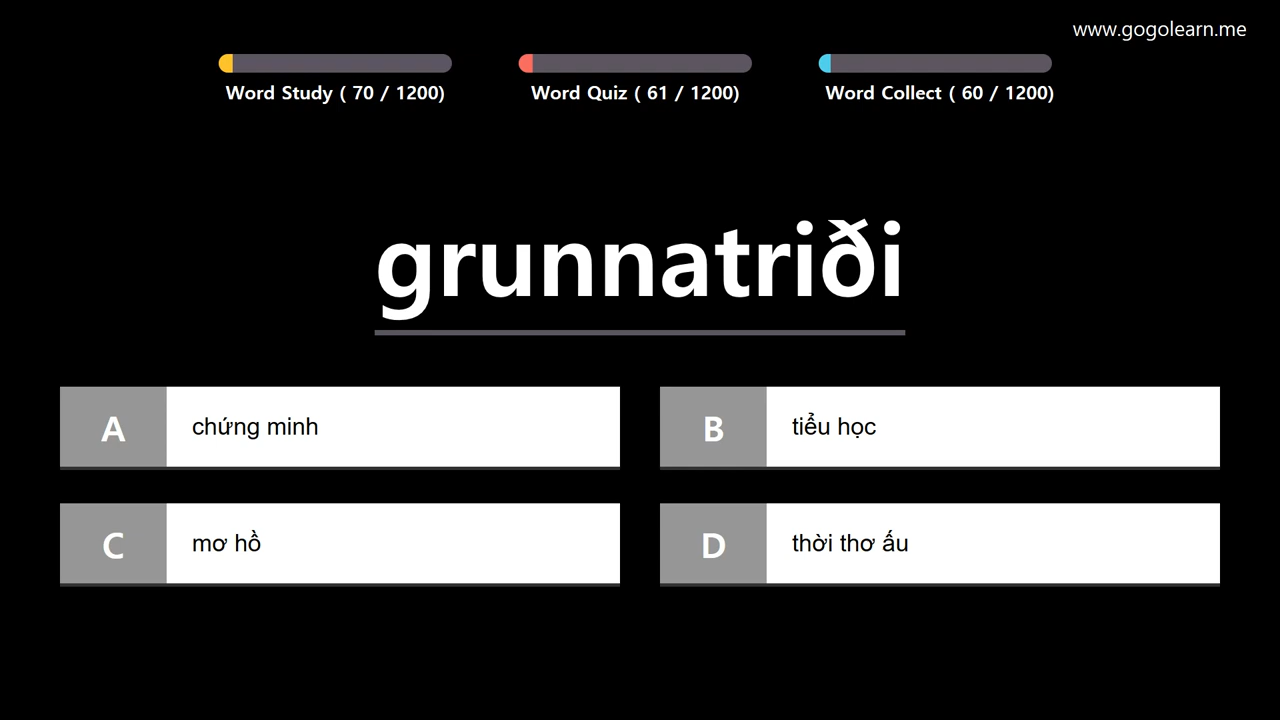 www.gogolearn.me
Word Study ( 70 / 1200)
Word Quiz ( 61 / 1200)
Word Collect ( 60 / 1200)
grunnatriði
A
chứng minh
B
tiểu học
C
mơ hồ
D
thời thơ ấu